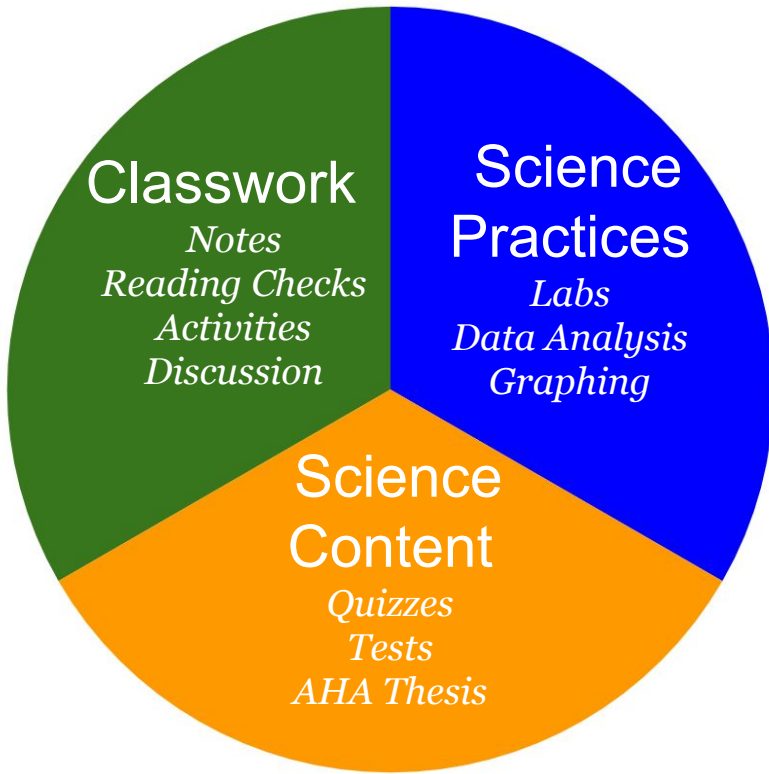 Classwork
Notes
Reading Checks
Activities
Discussion
Science
Practices
Labs
Data Analysis
Graphing
Science
Content
Quizzes
Tests
AHA Thesis